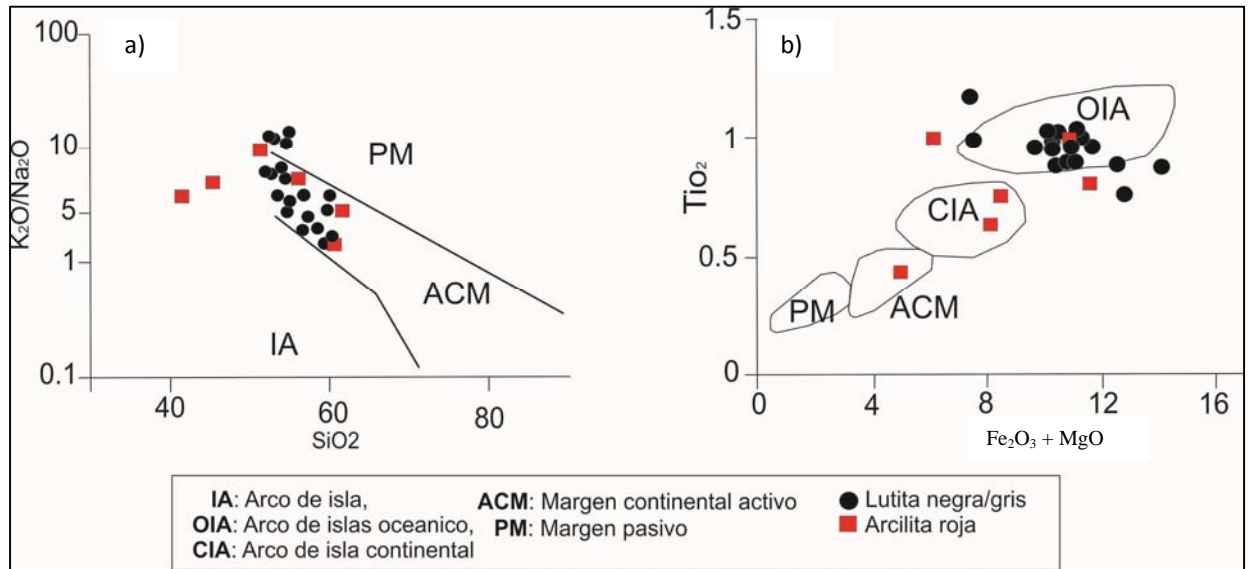 a)
100
10
5
1
0.1
K₂O/Na₂O
PM
ACM
IA
40
60
80
SiO2
b)
1.5
1
0.5
0
Tio₂
OIA
CIA
PM
ACM
0
4
8
12
16
Fe₂O₃ + MgO
IA: Arco de isla,
OIA: Arco de islas oceanico,
CIA: Arco de isla continental
ACM: Margen continental activo
PM: Margen pasivo
Lutita negra/gris
Arcilita roja